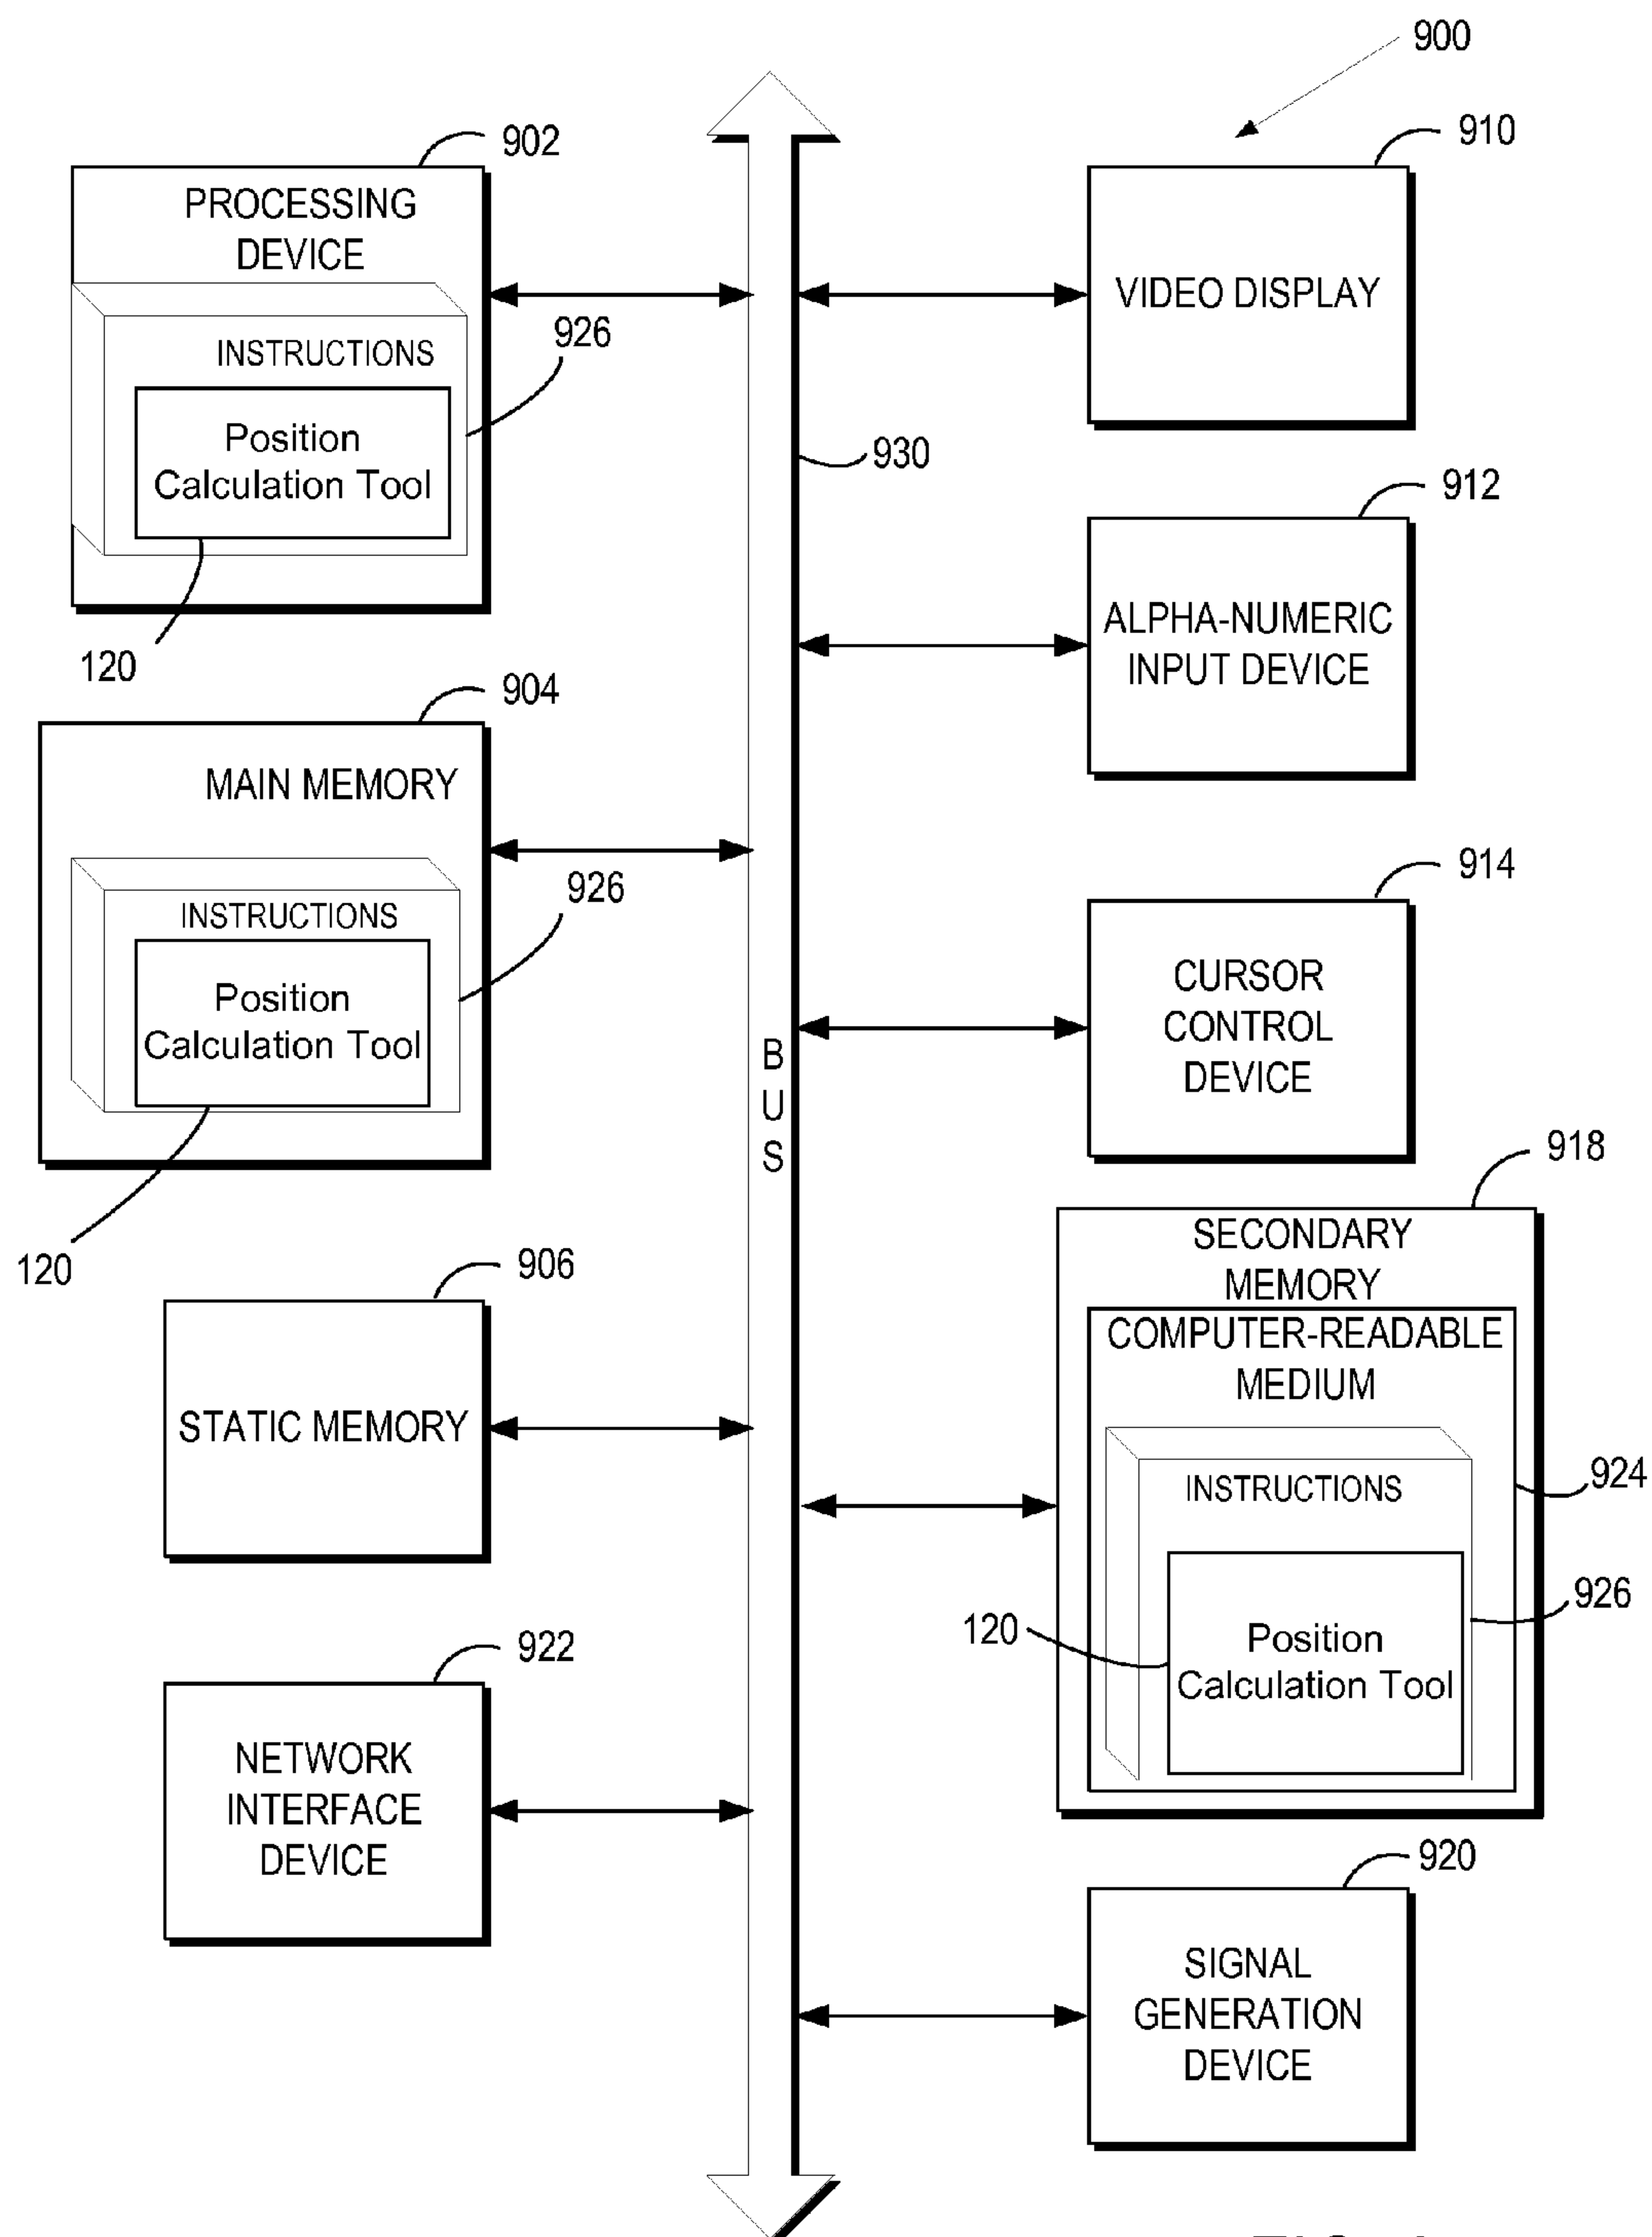 900
902
PROCESSING
DEVICE
INSTRUCTIONS
926
Position
Calculation Tool
120
904
MAIN MEMORY
926
INSTRUCTIONS
Position
Calculation Tool
120
906
STATIC MEMORY
922
NETWORK
INTERFACE
DEVICE
930
B
U
S
910
VIDEO DISPLAY
912
ALPHA-NUMERIC
INPUT DEVICE
914
CURSOR
CONTROL
DEVICE
918
SECONDARY
MEMORY
COMPUTER-READABLE
MEDIUM
924
INSTRUCTIONS
926
120
Position
Calculation Tool
920
SIGNAL
GENERATION
DEVICE